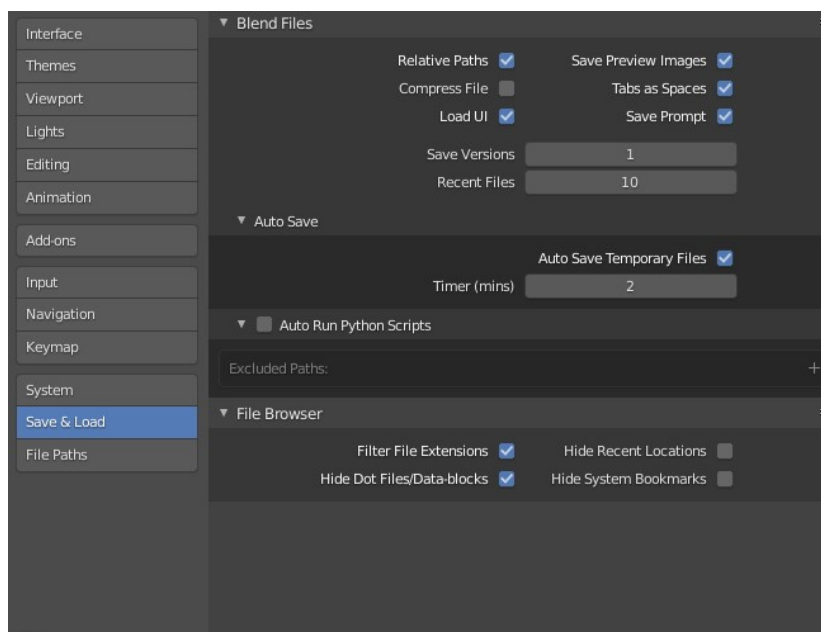 Interface
Themes
Viewport
Lights
Editing
Animation
Add-ons
Input
Navigation
Keymap
System
Save & Load
File Paths
Blend Files
Relative Paths
Save Preview Images
Compress File
Tabs as Spaces
Load UI
Save Prompt
Save Versions 1
Recent Files 10
Auto Save
Auto Save Temporary Files
Timer (mins) 2
Auto Run Python Scripts
Excluded Paths:
File Browser
Filter File Extensions
Hide Recent Locations
Hide Dot Files/Data-blocks
Hide System Bookmarks